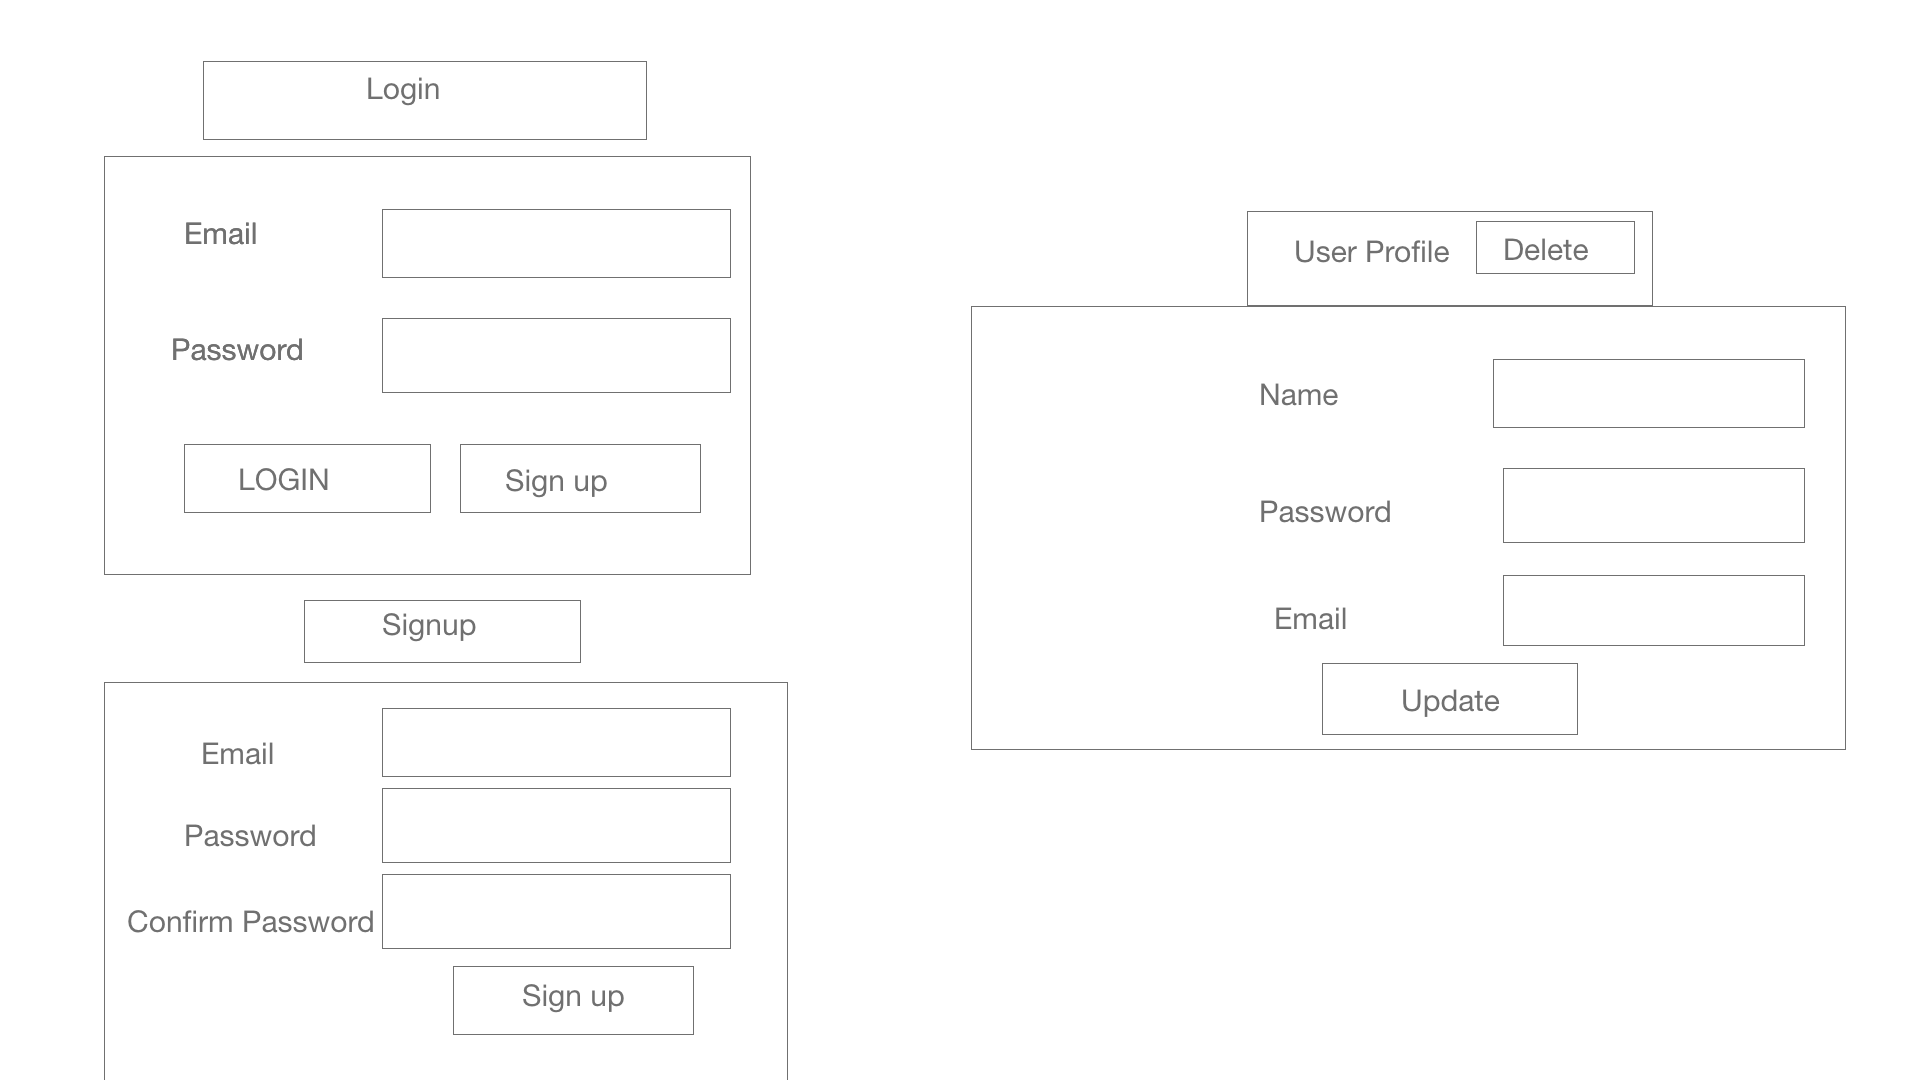 Login
Email
Password
LOGIN
Sign up
Signup
Email
Password
Confirm Password
Sign up
User Profile
Delete
Name
Password
Email
Update